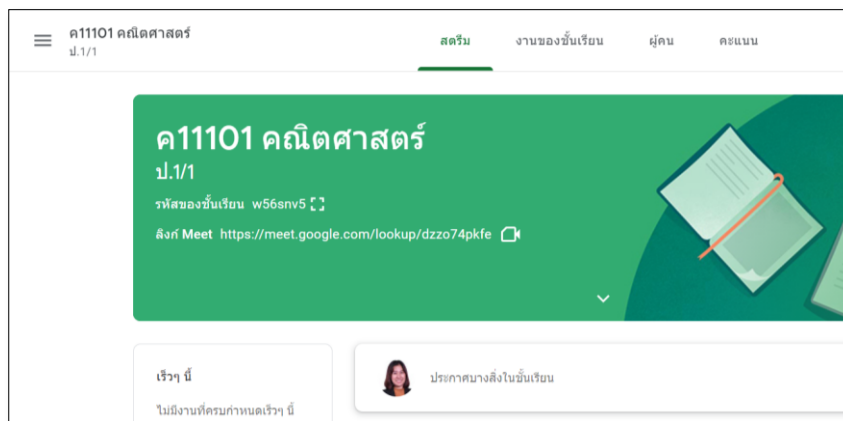 ค11101 คณิตศาสตร์
ป.1/1
สตรีม งานของชั้นเรียน ผู้คน คะแนน
ค11101 คณิตศาสตร์
ป.1/1
รหัสของชั้นเรียน w56snv5
ลิงก์ Meet https://meet.google.com/lookup/dzzo74pkfe
เร็วๆ นี้
ไม่มีงานที่ครบกำหนดเร็วๆ นี้
ประกาศบางสิ่งในชั้นเรียน